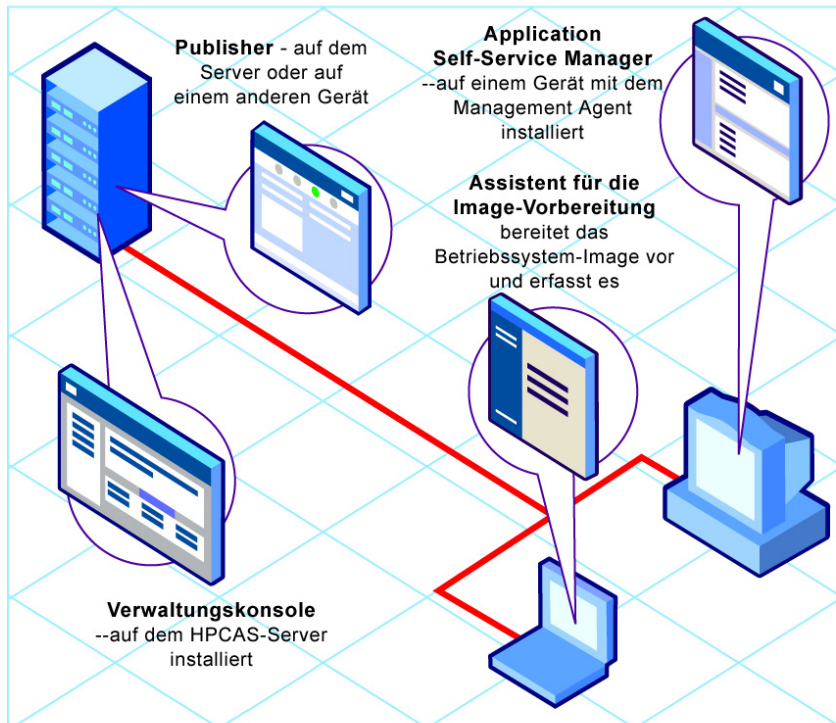 Publisher - auf dem
Server oder auf
einem anderen Gerät
Application
Self-Service Manager
--auf einem Gerät mit dem
Management Agent
installiert
Assistent für die
Image-Vorbereitung
bereitet das
Betriebssystem-Image vor
und erfasst es
Verwaltungskonsole
--auf dem HPCAS-Server
installiert